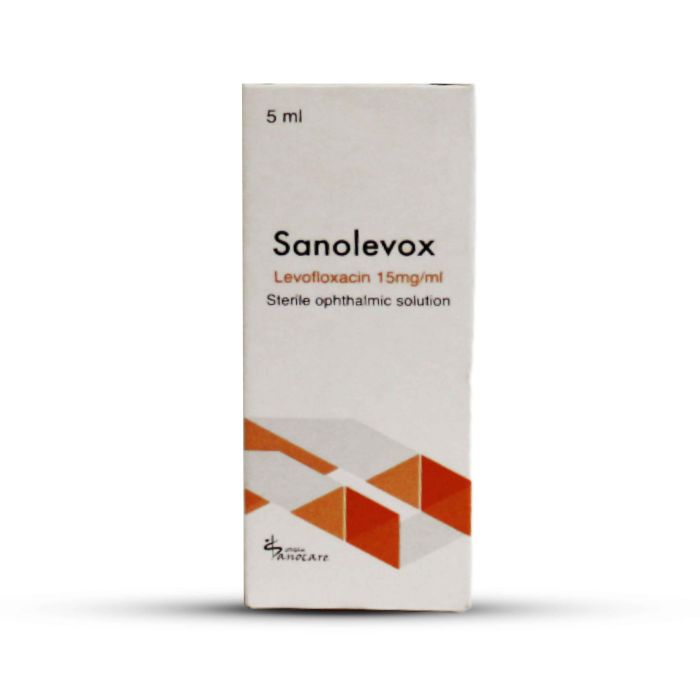 5 ml
Sanolevox
Levofloxacin 15mg/ml
Sterile ophthalmic solution
Sanocare